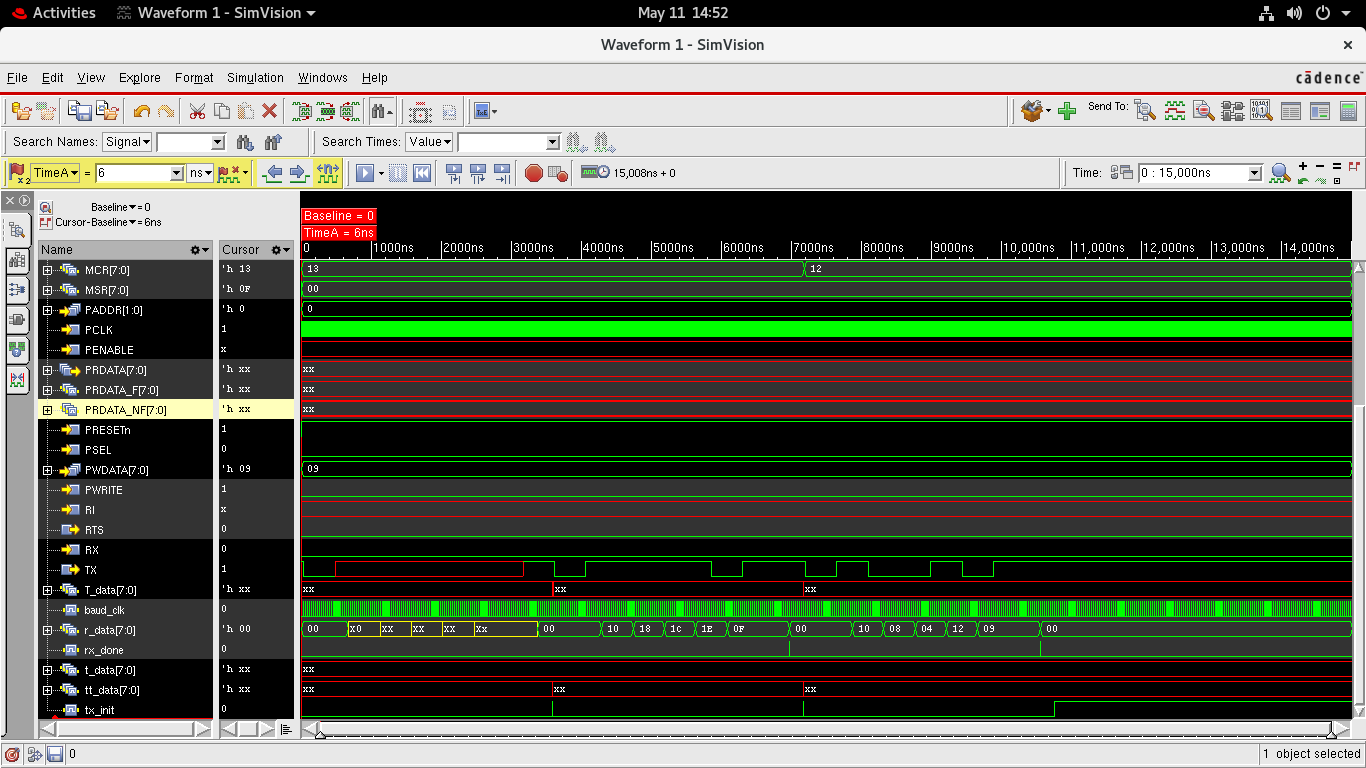 Activities Waveform 1 - SimVision May 11 14:52
Waveform 1 - SimVision
File Edit View Explore Format Simulation Windows Help cādence
Send To:
Search Names: Signal Search Times: Value
TimeA = 6 ns 15,008ns + 0 Time: 0 : 15,000ns
Baseline = 0
Cursor-Baseline = 6ns
Baseline = 0
TimeA = 6ns
Name Cursor 0 1000ns 2000ns 3000ns 4000ns 5000ns 6000ns 7000ns 8000ns 9000ns 10,000ns 11,000ns 12,000ns 13,000ns 14,000ns
MCR[7:0] 'h 13 13 12
MSR[7:0] 'h 0F 00
PADDR[1:0] 'h 0 0
PCLK 1
PENABLE x
PRDATA[7:0] 'h xx xx
PRDATA_F[7:0] 'h xx xx
PRDATA_NF[7:0] 'h xx xx
PRESETn 1
PSEL 0
PWDATA[7:0] 'h 09 09
PWRITE 1
RI x
RTS 0
RX 0
TX 1
T_data[7:0] 'h xx xx xx xx
baud_clk 0
r_data[7:0] 'h 00 00 x0 xx xx xx xx 00 10 18 1c 1E 0F 00 10 08 04 12 09 00
rx_done 0
t_data[7:0] 'h xx xx
tt_data[7:0] 'h xx xx xx xx
tx_init 0
0 1 object selected